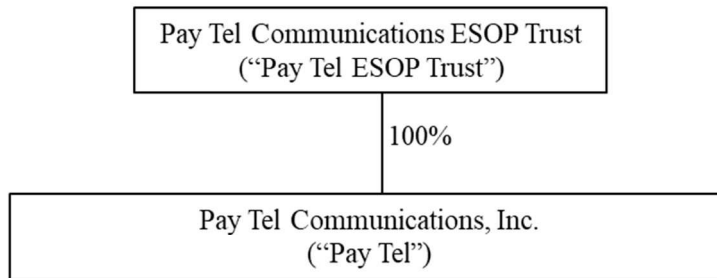 Pay Tel Communications ESOP Trust
(“Pay Tel ESOP Trust”)
100%
Pay Tel Communications, Inc.
(“Pay Tel”)